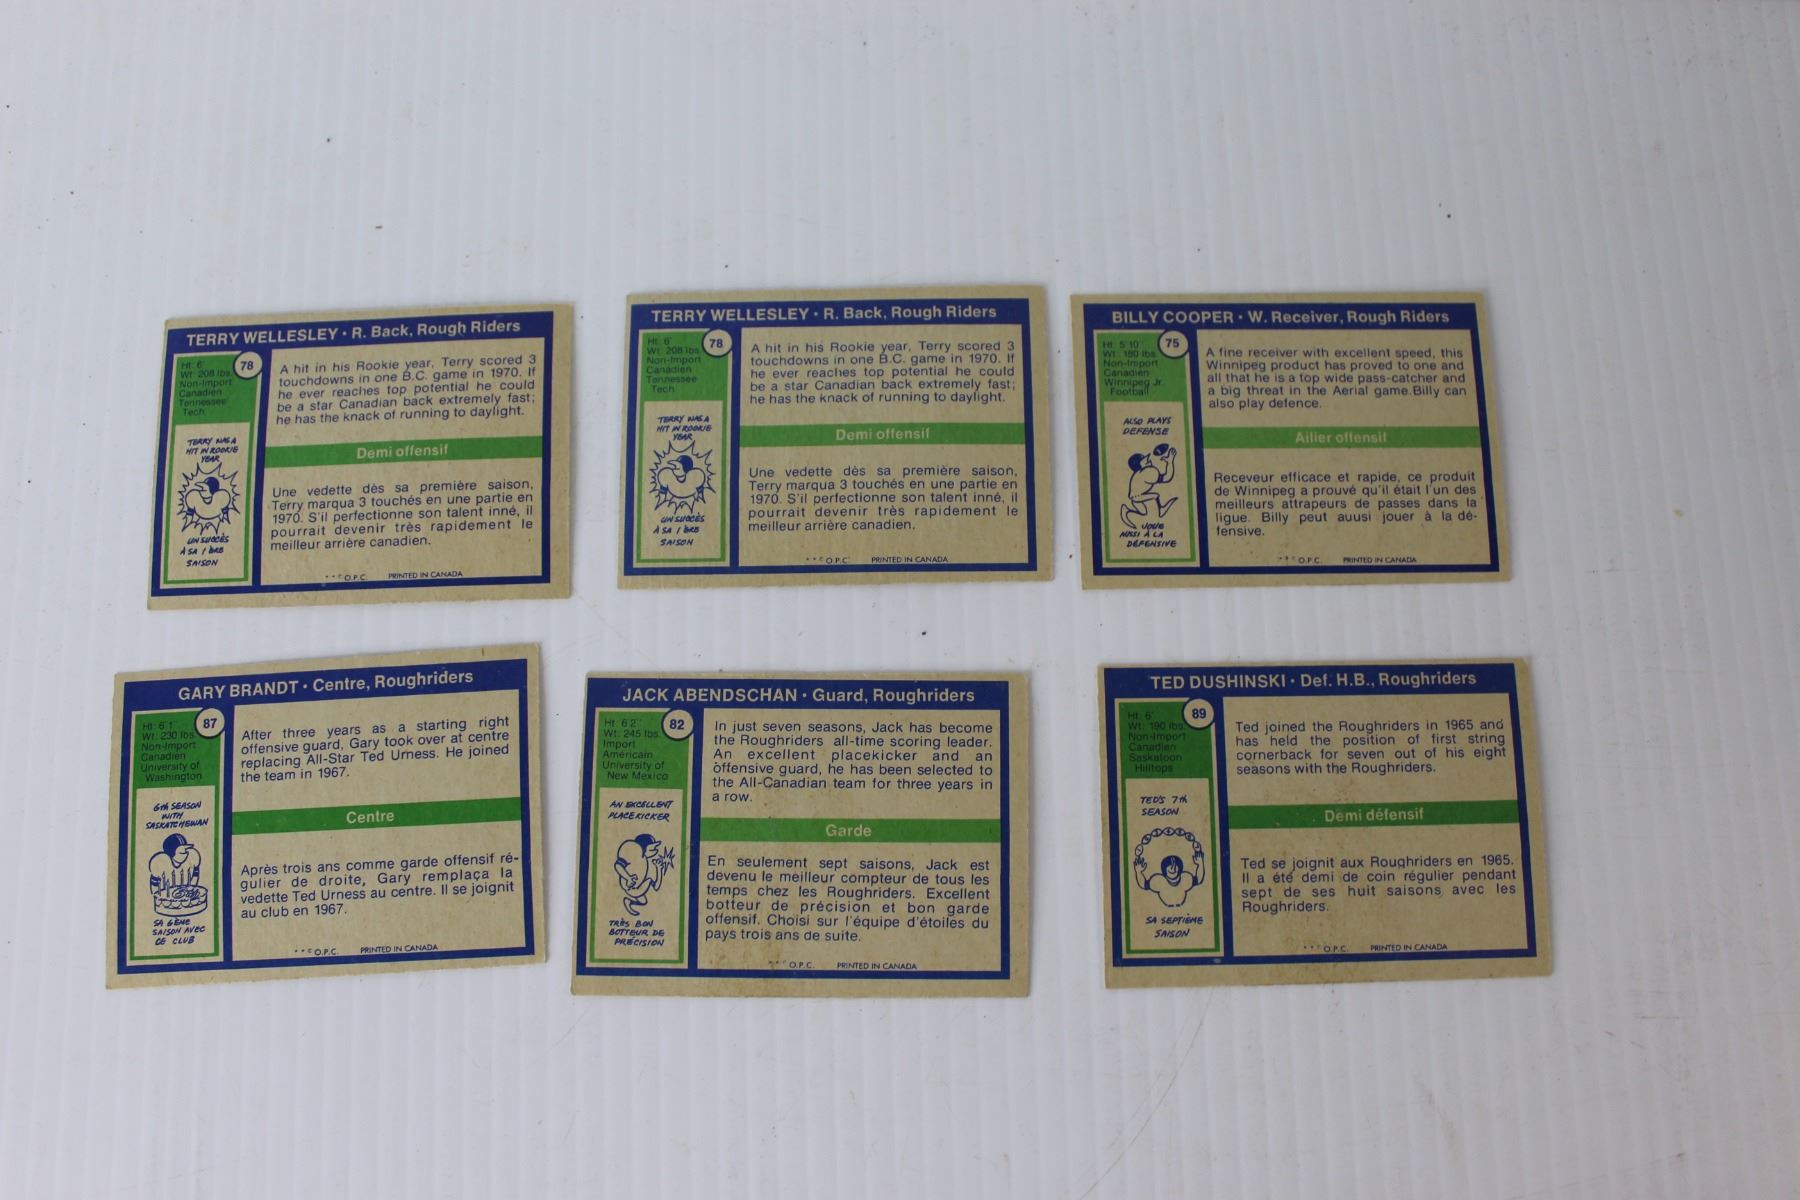 TERRY WELLESLEY • R. Back, Rough Riders
78
Ht: 6'
Wt: 208 lbs.
Non-Import
Canadien
Tennessee
Tech.
TERRY WAS A
HIT IN ROOKIE
YEAR
UN SUCCÈS
À SA 1 ÈRE
SAISON
A hit in his Rookie year, Terry scored 3
touchdowns in one B.C. game in 1970. If
he ever reaches top potential he could
be a star Canadian back extremely fast;
he has the knack of running to daylight.
Demi offensif
Une vedette dès sa première saison,
Terry marqua 3 touchés en une partie en
1970. S'il perfectionne son talent inné, il
pourrait devenir très rapidement le
meilleur arrière canadien.
**© O.P.C. PRINTED IN CANADA
TERRY WELLESLEY • R. Back, Rough Riders
78
Ht: 6'
Wt: 208 lbs
Non-Import
Canadien
Tennessee
Tech.
TERRY WAS A
HIT IN ROOKIE
YEAR
UN SUCCÈS
À SA 1 ÈRE
SAISON
A hit in his Rookie year, Terry scored 3
touchdowns in one B.C. game in 1970. If
he ever reaches top potential he could
be a star Canadian back extremely fast;
he has the knack of running to daylight.
Demi offensif
Une vedette dès sa première saison,
Terry marqua 3 touchés en une partie en
1970. S'il perfectionne son talent inné, il
pourrait devenir très rapidement le
meilleur arrière canadien.
**© O.P.C. PRINTED IN CANADA
BILLY COOPER • W. Receiver, Rough Riders
75
Ht: 5'10"
Wt: 180 lbs
Non-Import
Canadien
Winnipeg Jr.
Football
ALSO PLAYS
DEFENSE
JOUE
AUSSI À LA
DÉFENSIVE
A fine receiver with excellent speed, this
Winnipeg product has proved to one and
all that he is a top wide pass-catcher and
a big threat in the Aerial game.Billy can
also play defence.
Ailier offensif
Receveur efficace et rapide, ce produit
de Winnipeg a prouvé qu'il était l'un des
meilleurs attrapeurs de passes dans la
ligue. Billy peut auusi jouer à la dé-
fensive.
**© O.P.C. PRINTED IN CANADA
GARY BRANDT • Centre, Roughriders
87
Ht: 6'1"
Wt: 230 lbs
Non-Import
Canadien
University of
Washington
6th SEASON
WITH
SASKATCHEWAN
SA 6ÈME
SAISON AVEC
CE CLUB
After three years as a starting right
offensive guard, Gary took over at centre
replacing All-Star Ted Urness. He joined
the team in 1967.
Centre
Après trois ans comme garde offensif ré-
gulier de droite, Gary remplaça la
vedette Ted Urness au centre. Il se joignit
au club en 1967.
**© O.P.C. PRINTED IN CANADA
JACK ABENDSCHAN • Guard, Roughriders
82
Ht: 6'2"
Wt: 245 lbs
Import
Américain
University of
New Mexico
AN EXCELLENT
PLACEKICKER
TRÈS BON
BOTTEUR DE
PRÉCISION
In just seven seasons, Jack has become
the Roughriders all-time scoring leader.
An excellent placekicker and an
offensive guard, he has been selected to
the All-Canadian team for three years in
a row.
Garde
En seulement sept saisons, Jack est
devenu le meilleur compteur de tous les
temps chez les Roughriders. Excellent
botteur de précision et bon garde
offensif. Choisi sur l'équipe d'étoiles du
pays trois ans de suite.
**© O.P.C. PRINTED IN CANADA
TED DUSHINSKI • Def. H.B., Roughriders
89
Ht: 6'
Wt: 190 lbs
Non-Import
Canadien
Saskatoon
Hilltops
TED'S 7th
SEASON
SA SEPTIÈME
SAISON
Ted joined the Roughriders in 1965 and
has held the position of first string
cornerback for seven out of his eight
seasons with the Roughriders.
Demi défensif
Ted se joignit aux Roughriders en 1965.
Il a été demi de coin régulier pendant
sept de ses huit saisons avec les
Roughriders.
**© O.P.C. PRINTED IN CANADA